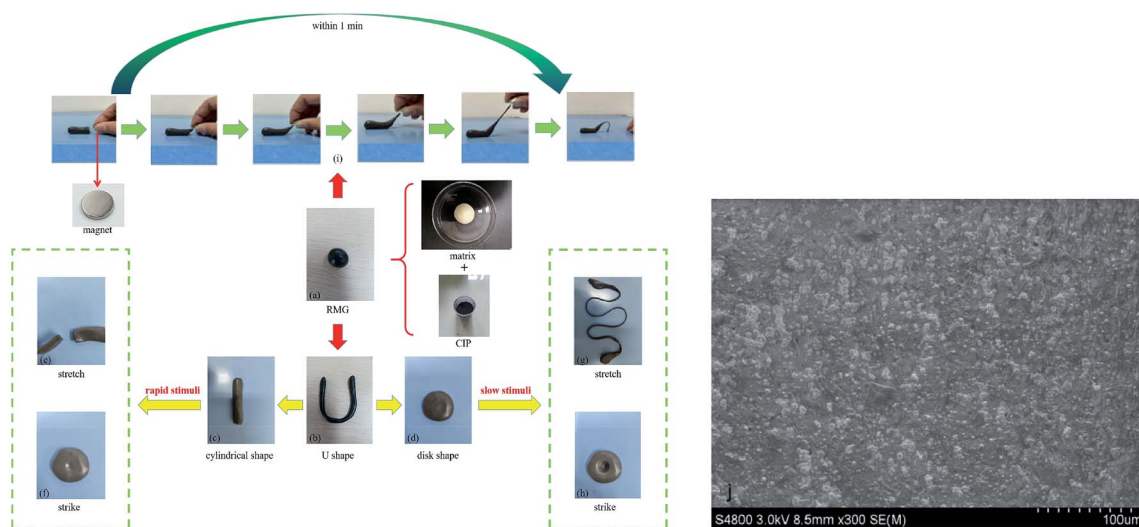 within 1 min
(i)
magnet
matrix
+
CIP
(a)
RMG
(e)
stretch
(g)
stretch
rapid stimuli
slow stimuli
(c)
(b)
(d)
cylindrical shape
U shape
disk shape
(f)
strike
(h)
strike
j
S4800 3.0kV 8.5mm x300 SE(M)
100um